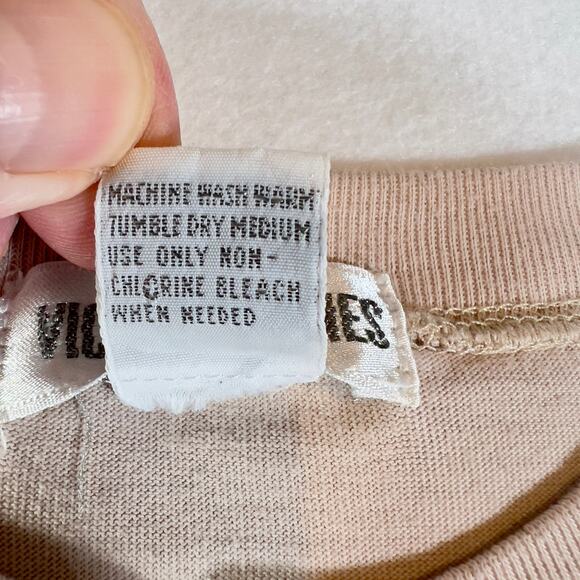 MACHINE WASH WARM
TUMBLE DRY MEDIUM
USE ONLY NON-
CHLORINE BLEACH
WHEN NEEDED